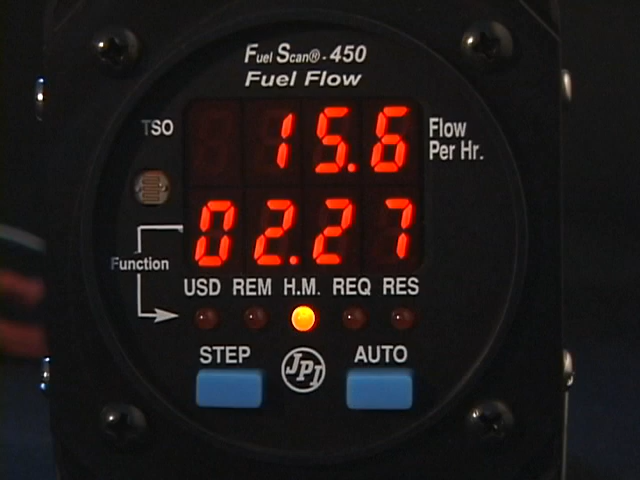 Fuel Scan®- 450
Fuel Flow
TSO
15.6
Flow
Per Hr.
02.27
Function
USD REM H.M. REQ RES
STEP
JPI
AUTO